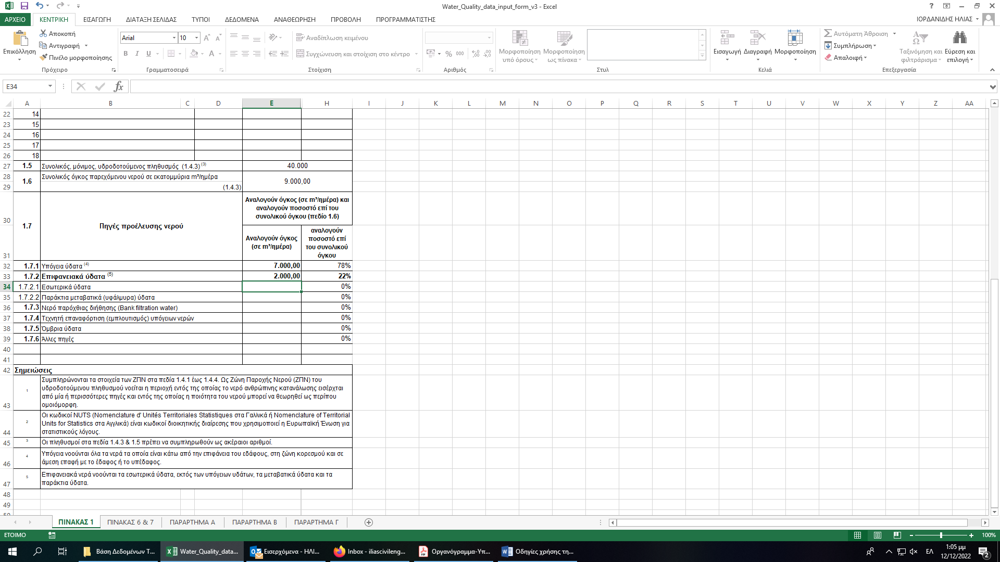 Water_Quality_data_input_form_v3 - Excel
ΑΡΧΕΙΟ ΚΕΝΤΡΙΚΗ ΕΙΣΑΓΩΓΗ ΔΙΑΤΑΞΗ ΣΕΛΙΔΑΣ ΤΥΠΟΙ ΔΕΔΟΜΕΝΑ ΑΝΑΘΕΩΡΗΣΗ ΠΡΟΒΟΛΗ ΠΡΟΓΡΑΜΜΑΤΙΣΤΗΣ ΙΟΡΔΑΝΙΔΗΣ ΗΛΙΑΣ
Επικόλληση
Αποκοπή
Αντιγραφή
Πινέλο μορφοποίησης
Πρόχειρο
Arial 10
B I U
Γραμματοσειρά
Αναδίπλωση κειμένου
Συγχώνευση και στοίχιση στο κέντρο
Στοίχιση
% 000
Αριθμός
Μορφοποίηση υπό όρους
Μορφοποίηση ως πίνακα
Στυλ
Εισαγωγή Διαγραφή Μορφοποίηση
Κελιά
Αυτόματη Άθροιση
Συμπλήρωση
Απαλοιφή
Ταξινόμηση και φιλτράρισμα
Εύρεση και επιλογή
Επεξεργασία
E34
fx
A B C D E H I J K L M N O P Q R S T U V W X Y Z AA
22 14
23 15
24 16
25 17
26 18
27 1.5 Συνολικός, μόνιμος, υδροδοτούμενος πληθυσμός (1.4.3) (3) 40.000
28 1.6 Συνολικός όγκος παρεχόμενου νερού σε εκατομμύρια m³/ημέρα 9.000,00
29 (1.4.3)
30 1.7 Πηγές προέλευσης νερού
Αναλογούν όγκος (σε m³/ημέρα) και
αναλογούν ποσοστό επί του
συνολικού όγκου (πεδίο 1.6)
31 Αναλογούν όγκος
(σε m³/ημέρα)
αναλογούν
ποσοστό επί
του συνολικού
όγκου
32 1.7.1 Υπόγεια ύδατα (4) 7.000,00 78%
33 1.7.2 Επιφανειακά ύδατα (5) 2.000,00 22%
34 1.7.2.1 Εσωτερικά ύδατα 0%
35 1.7.2.2 Παράκτια μεταβατικά (υφάλμυρα) ύδατα 0%
36 1.7.3 Νερό παρόχθιας διήθησης (Bank filtration water) 0%
37 1.7.4 Τεχνητή επαναφόρτιση (εμπλουτισμός) υπόγειων νερών 0%
38 1.7.5 Όμβρια ύδατα 0%
39 1.7.6 Άλλες πηγές 0%
40
41
42 Σημειώσεις
43 1 Συμπληρώνονται τα στοιχεία των ΖΠΝ στα πεδία 1.4.1 έως 1.4.4. Ως Ζώνη Παροχής Νερού (ΖΠΝ) του
υδροδοτούμενου πληθυσμού νοείται η περιοχή εντός της οποίας το νερό ανθρώπινης κατανάλωσης εισέρχται
από μία ή περισσότερες πηγές και εντός της οποίας η ποιότητα του νερού μπορεί να θεωρηθεί ως περίπου
ομοιόμορφη.
44 2 Οι κωδικοί NUTS (Nomenclature d' Unités Territoriales Statistiques στα Γαλλικά ή Nomenclature of Territorial
Units for Statistics στα Αγγλικά) είναι κωδικοί διοικητικής διαίρεσης που χρησιμοποιεί η Ευρωπαϊκή Ένωση για
στατιστικούς λόγους.
45 3 Οι πληθυσμοί στα πεδία 1.4.3 & 1.5 πρέπει να συμπληρωθούν ως ακέραιοι αριθμοί.
46 4 Υπόγεια νοούνται όλα τα νερά τα οποία είναι κάτω από την επιφάνεια του εδάφους, στη ζώνη κορεσμού και σε
άμεση επαφή με το έδαφος ή το υπέδαφος.
47 5 Επιφανειακά νερά νοούνται τα εσωτερικά ύδατα, εκτός των υπόγειων υδάτων, τα μεταβατικά ύδατα και τα
παράκτια ύδατα.
48
49
50
ΠΙΝΑΚΑΣ 1 ΠΙΝΑΚΑΣ 6 & 7 ΠΑΡΑΡΤΗΜΑ Α ΠΑΡΑΡΤΗΜΑ Β ΠΑΡΑΡΤΗΜΑ Γ
ΕΤΟΙΜΟ 100%
Βάση Δεδομένων Τ... Water_Quality_data... Εισερχόμενα - ΗΛΙ... Inbox - iliascivileng... Οργανόγραμμα-Υπ... Οδηγίες χρήσης τη... ΕΛ 1:05 μμ
12/12/2022 2